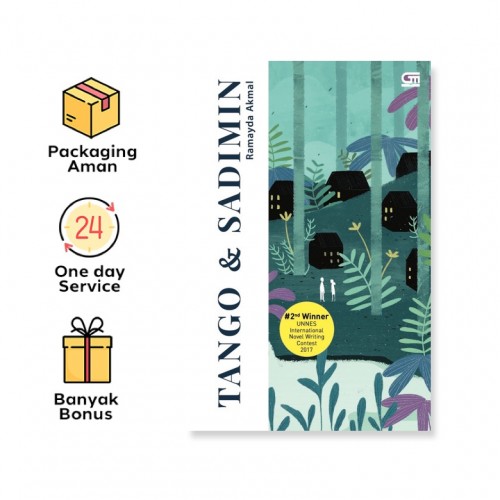 Packaging
Aman
24
One day
Service
Banyak
Bonus
TANGO & SADIMIN
Ramayda Akmal
GM
#2nd Winner
UNNES
International
Novel Writing
Contest
2017